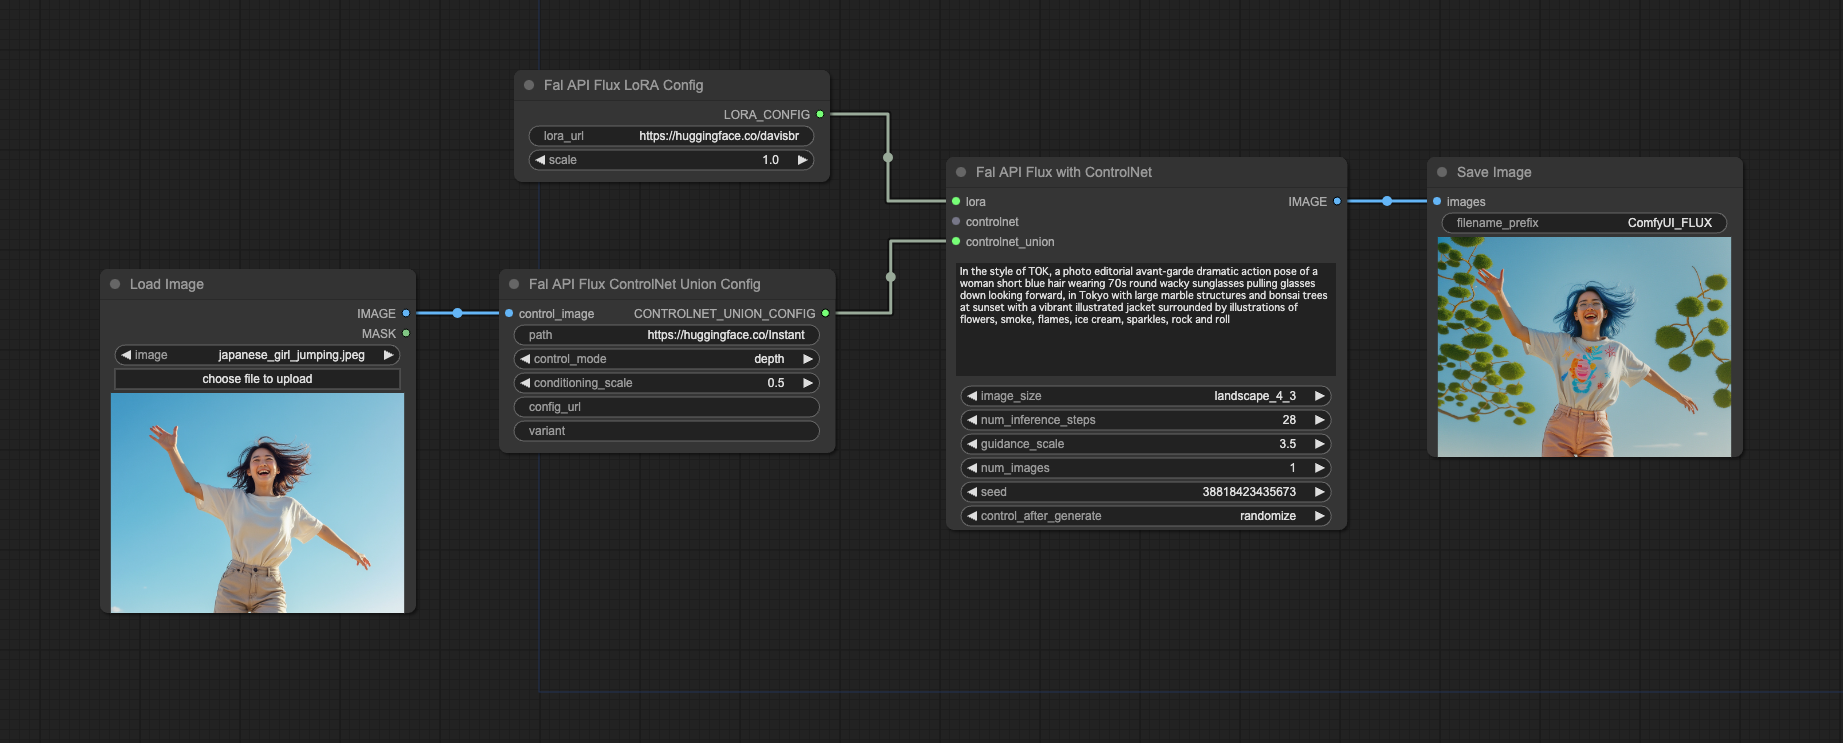 Fal API Flux LoRA Config
LORA_CONFIG
lora_url https://huggingface.co/davisbr
scale 1.0
Load Image
IMAGE
MASK
image japanese_girl_jumping.jpeg
choose file to upload
Fal API Flux ControlNet Union Config
control_image CONTROLNET_UNION_CONFIG
path https://huggingface.co/Instant
control_mode depth
conditioning_scale 0.5
config_url
variant
Fal API Flux with ControlNet
lora IMAGE
controlnet
controlnet_union
In the style of TOK, a photo editorial avant-garde dramatic action pose of a
woman short blue hair wearing 70s round wacky sunglasses pulling glasses
down looking forward, in Tokyo with large marble structures and bonsai trees
at sunset with a vibrant illustrated jacket surrounded by illustrations of
flowers, smoke, flames, ice cream, sparkles, rock and roll
image_size landscape_4_3
num_inference_steps 28
guidance_scale 3.5
num_images 1
seed 38818423435673
control_after_generate randomize
Save Image
images
filename_prefix ComfyUI_FLUX